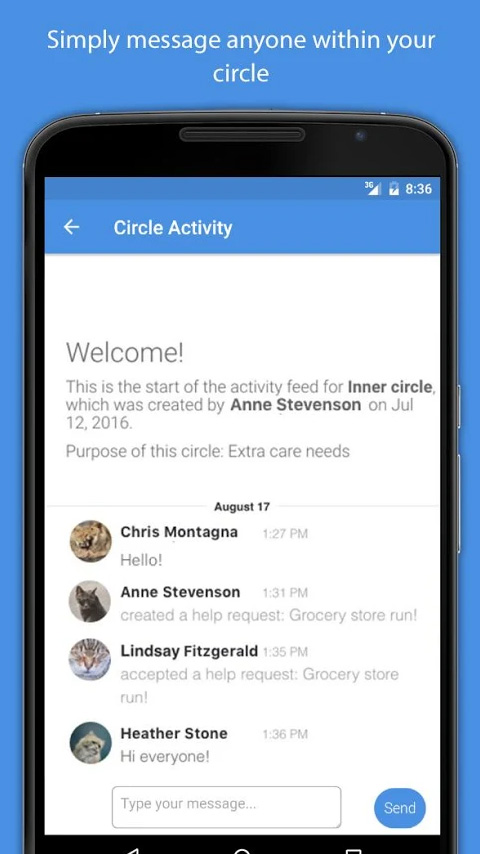 Simply message anyone within your
circle
3G 8:36
Circle Activity
Welcome!
This is the start of the activity feed for Inner circle,
which was created by Anne Stevenson on Jul
12, 2016.
Purpose of this circle: Extra care needs
August 17
Chris Montagna 1:27 PM
Hello!
Anne Stevenson 1:31 PM
created a help request: Grocery store run!
Lindsay Fitzgerald 1:35 PM
accepted a help request: Grocery store
run!
Heather Stone 1:36 PM
Hi everyone!
Type your message...
Send